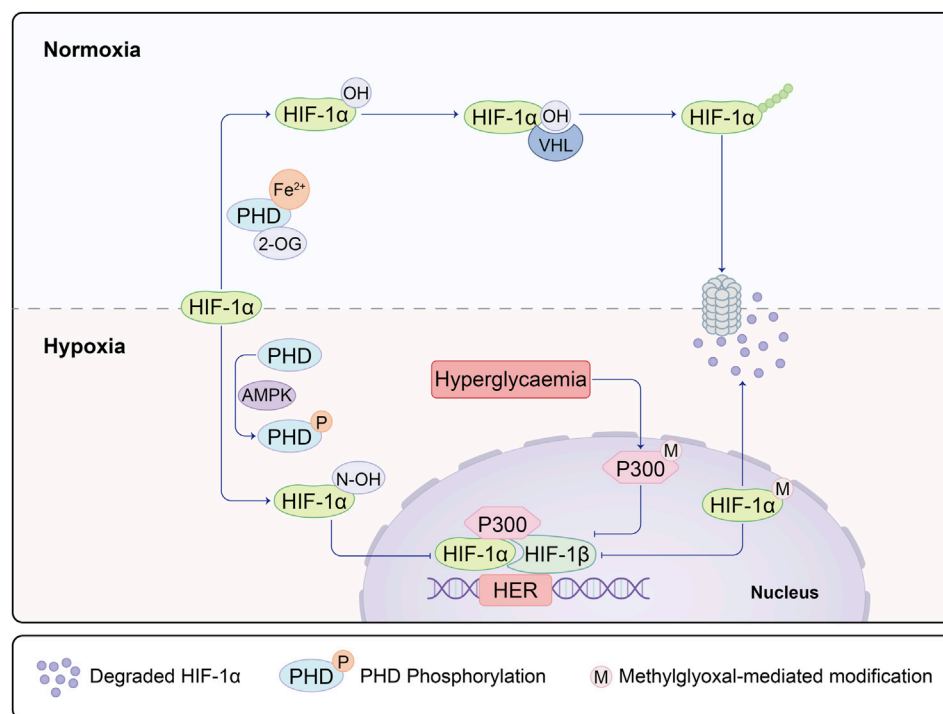 Normoxia
OH
HIF-1α
HIF-1α
OH
VHL
HIF-1α
Fe²⁺
PHD
2-OG
HIF-1α
Hypoxia
PHD
AMPK
P
PHD
Hyperglycaemia
M
P300
N-OH
HIF-1α
M
HIF-1α
P300
HIF-1α
HIF-1β
HER
Nucleus
Degraded HIF-1α
P
PHD
PHD Phosphorylation
M
Methylglyoxal-mediated modification